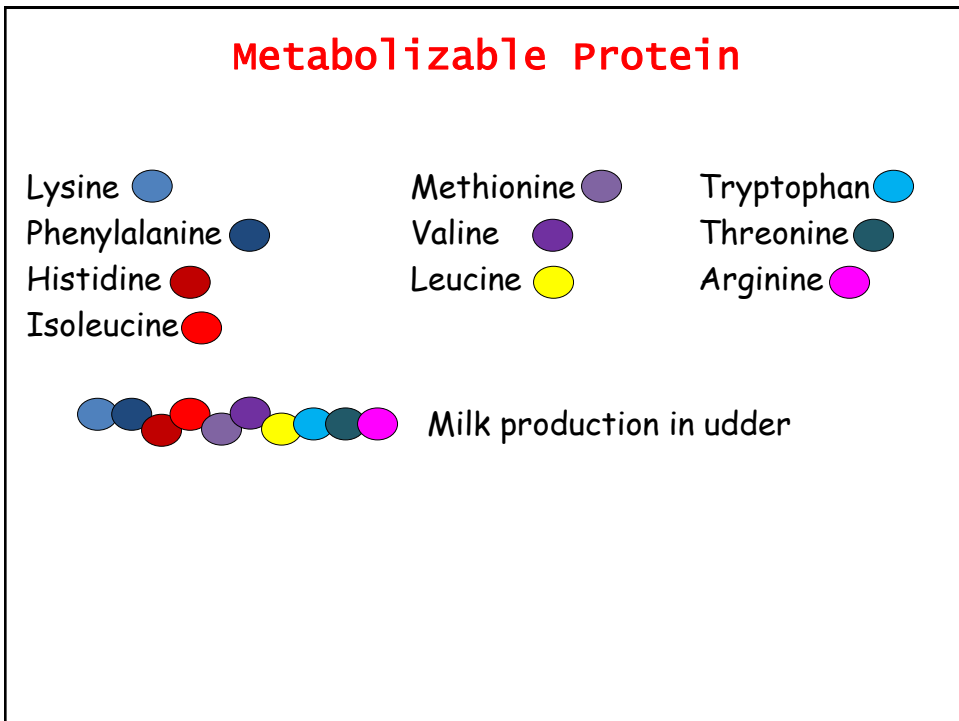 Metabolizable Protein
Lysine
Phenylalanine
Histidine
Isoleucine
Methionine
Valine
Leucine
Tryptophan
Threonine
Arginine
Milk production in udder